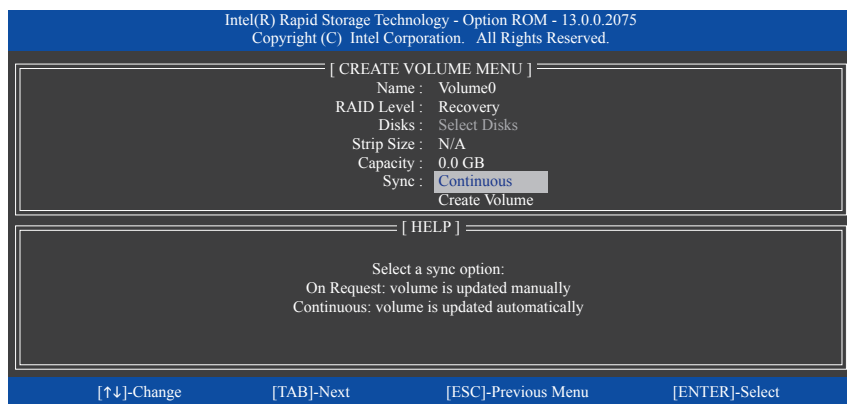 Intel(R) Rapid Storage Technology - Option ROM - 13.0.0.2075
Copyright (C) Intel Corporation. All Rights Reserved.
[ CREATE VOLUME MENU ]
Name : Volume0
RAID Level : Recovery
Disks : Select Disks
Strip Size : N/A
Capacity : 0.0 GB
Sync : Continuous
Create Volume
[ HELP ]
Select a sync option:
On Request: volume is updated manually
Continuous: volume is updated automatically
[↑↓]-Change [TAB]-Next [ESC]-Previous Menu [ENTER]-Select